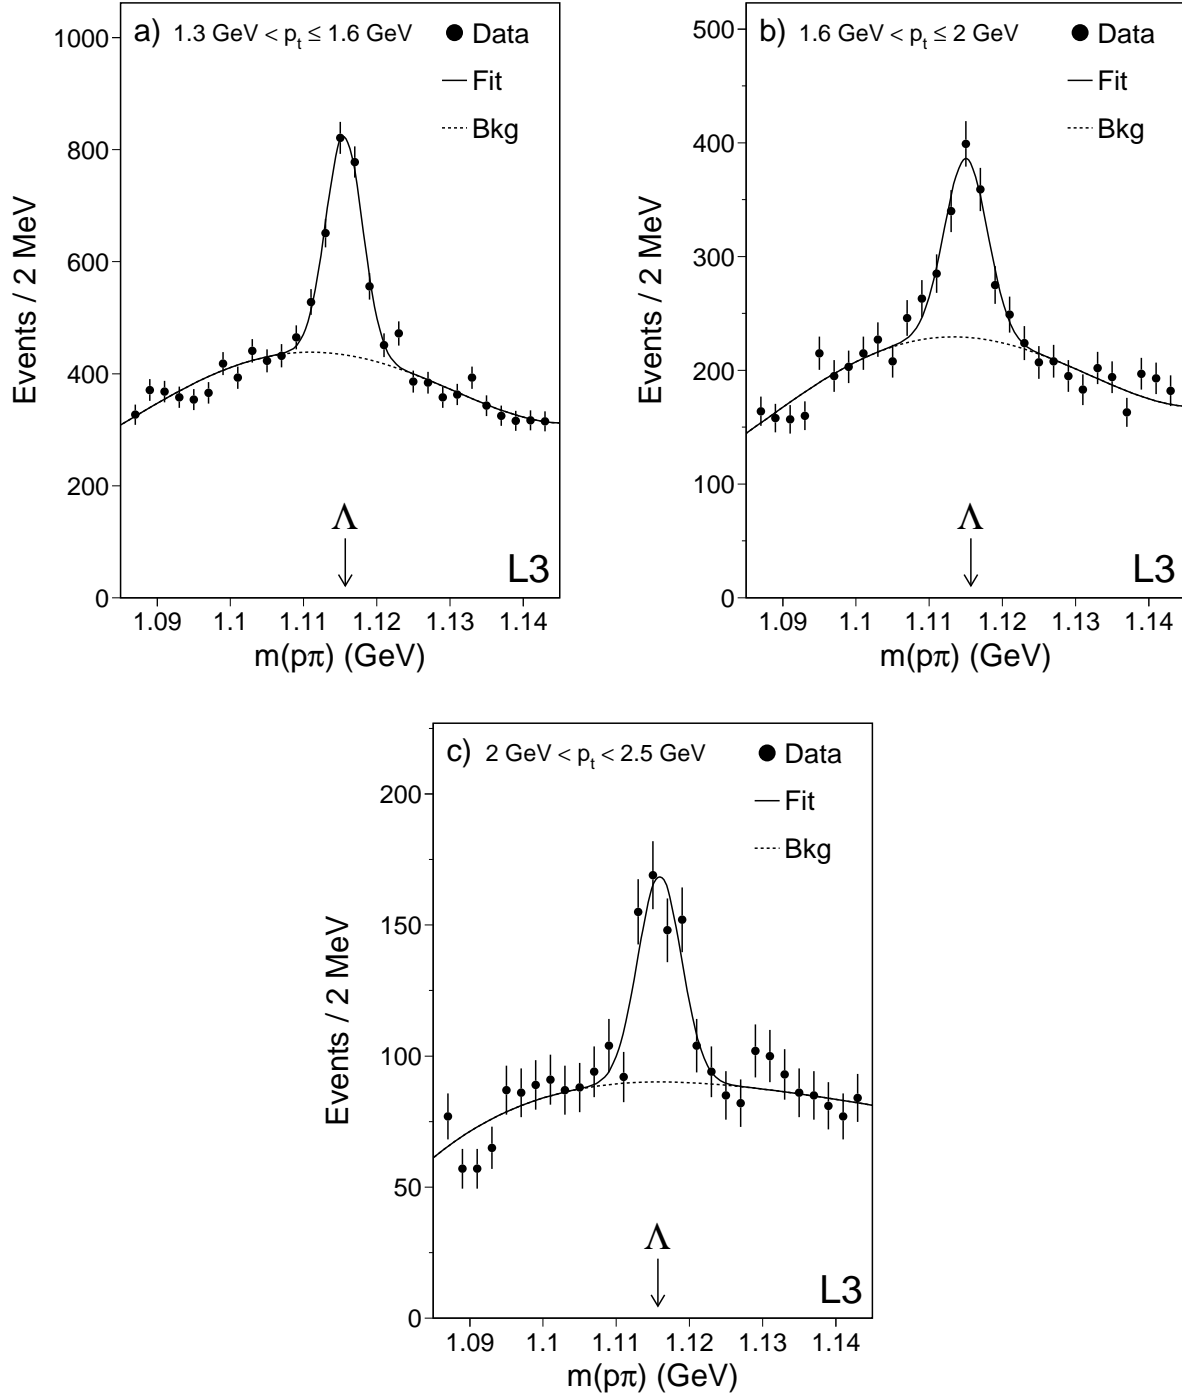 a) 1.3 GeV < pt ≤ 1.6 GeV
Data
Fit
Bkg
Events / 2 MeV
1000
800
600
400
200
0
Λ
L3
1.09 1.1 1.11 1.12 1.13 1.14
m(pπ) (GeV)
b) 1.6 GeV < pt ≤ 2 GeV
Data
Fit
Bkg
Events / 2 MeV
500
400
300
200
100
0
Λ
L3
1.09 1.1 1.11 1.12 1.13 1.14
m(pπ) (GeV)
c) 2 GeV < pt < 2.5 GeV
Data
Fit
Bkg
Events / 2 MeV
200
150
100
50
0
Λ
L3
1.09 1.1 1.11 1.12 1.13 1.14
m(pπ) (GeV)